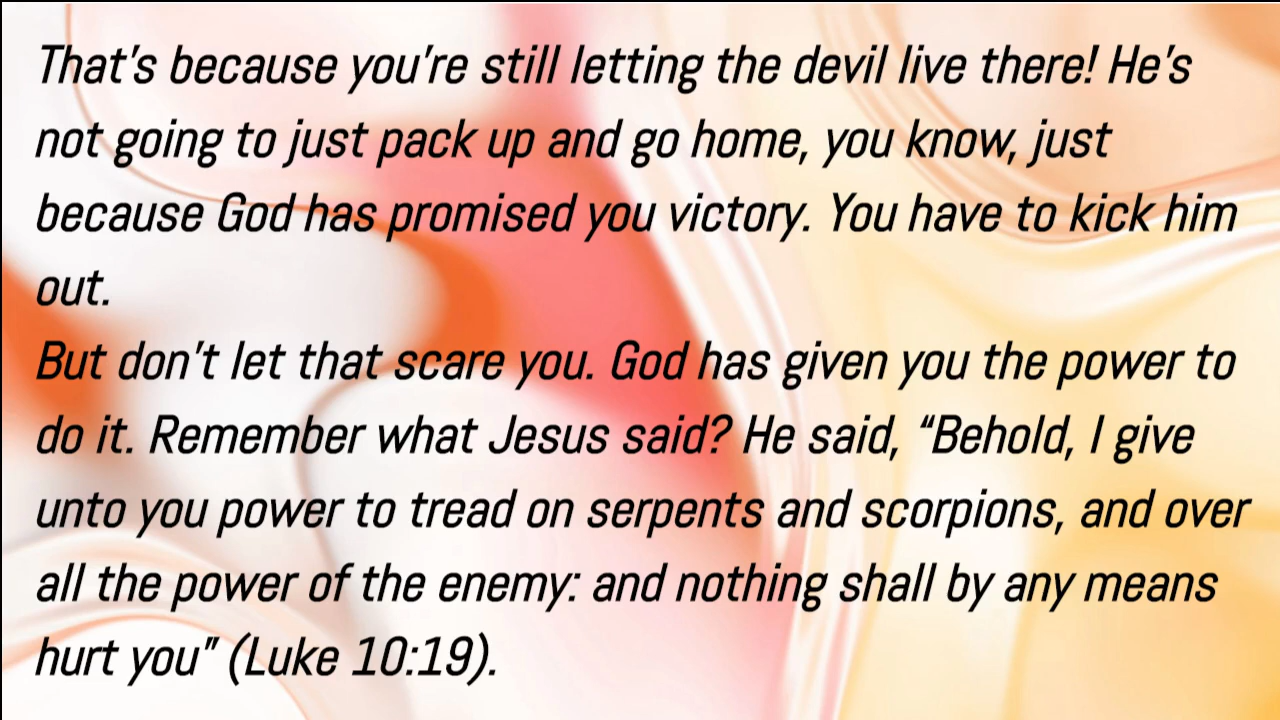 That's because you're still letting the devil live there! He's
not going to just pack up and go home, you know, just
because God has promised you victory. You have to kick him
out.
But don't let that scare you. God has given you the power to
do it. Remember what Jesus said? He said, “Behold, I give
unto you power to tread on serpents and scorpions, and over
all the power of the enemy: and nothing shall by any means
hurt you” (Luke 10:19).